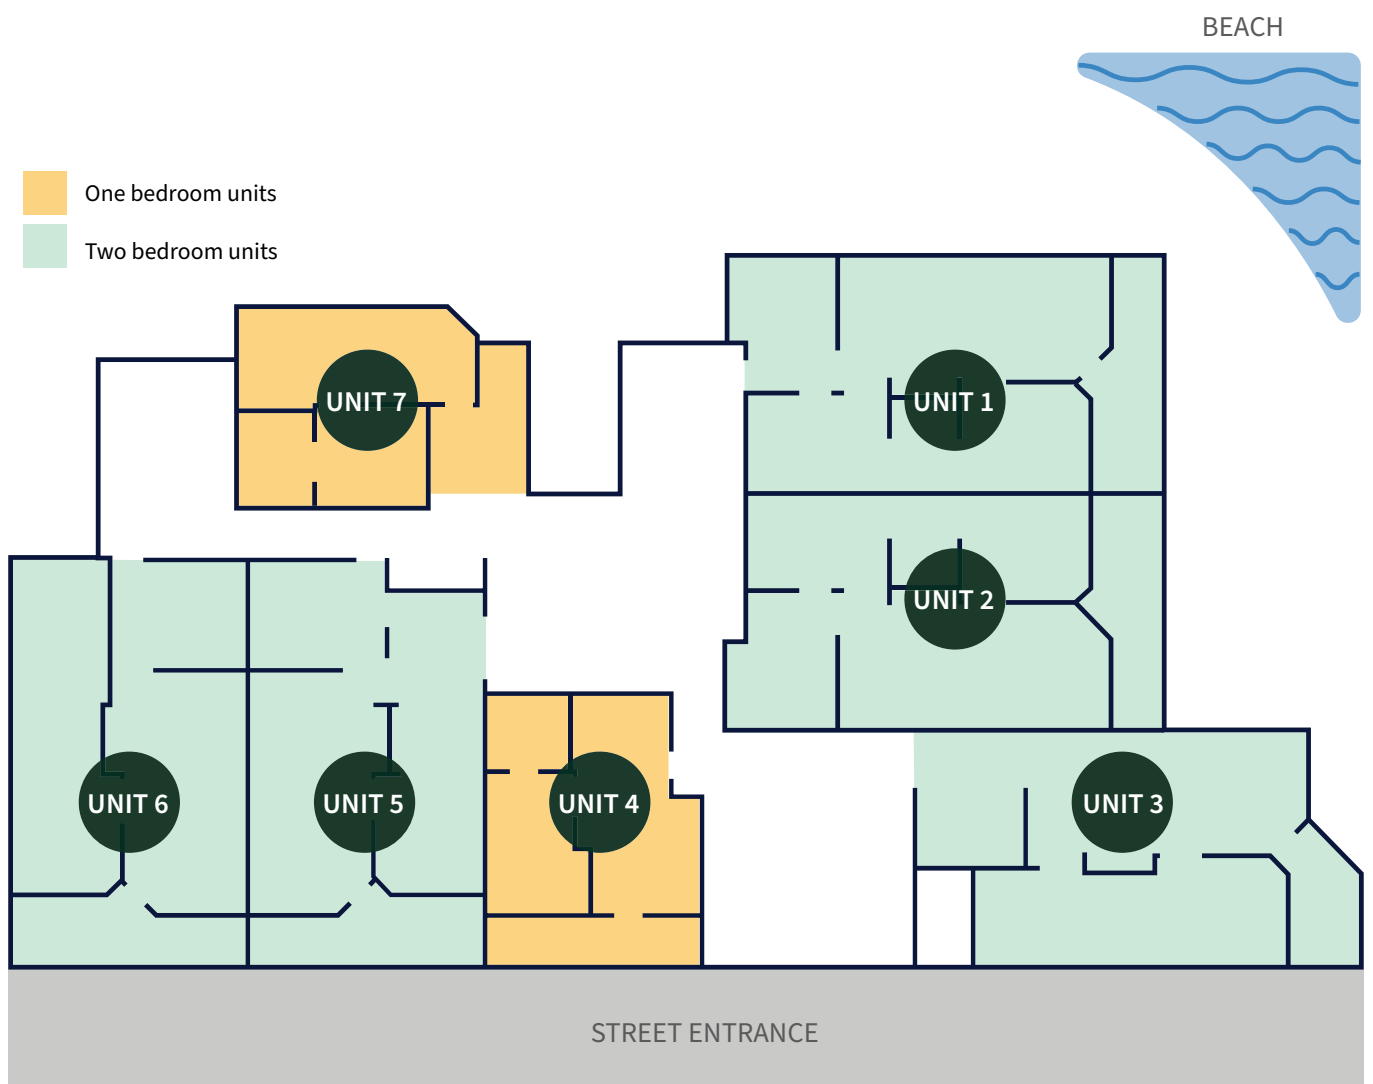 BEACH
One bedroom units
Two bedroom units
UNIT 7
UNIT 1
UNIT 2
UNIT 6
UNIT 5
UNIT 4
UNIT 3
STREET ENTRANCE